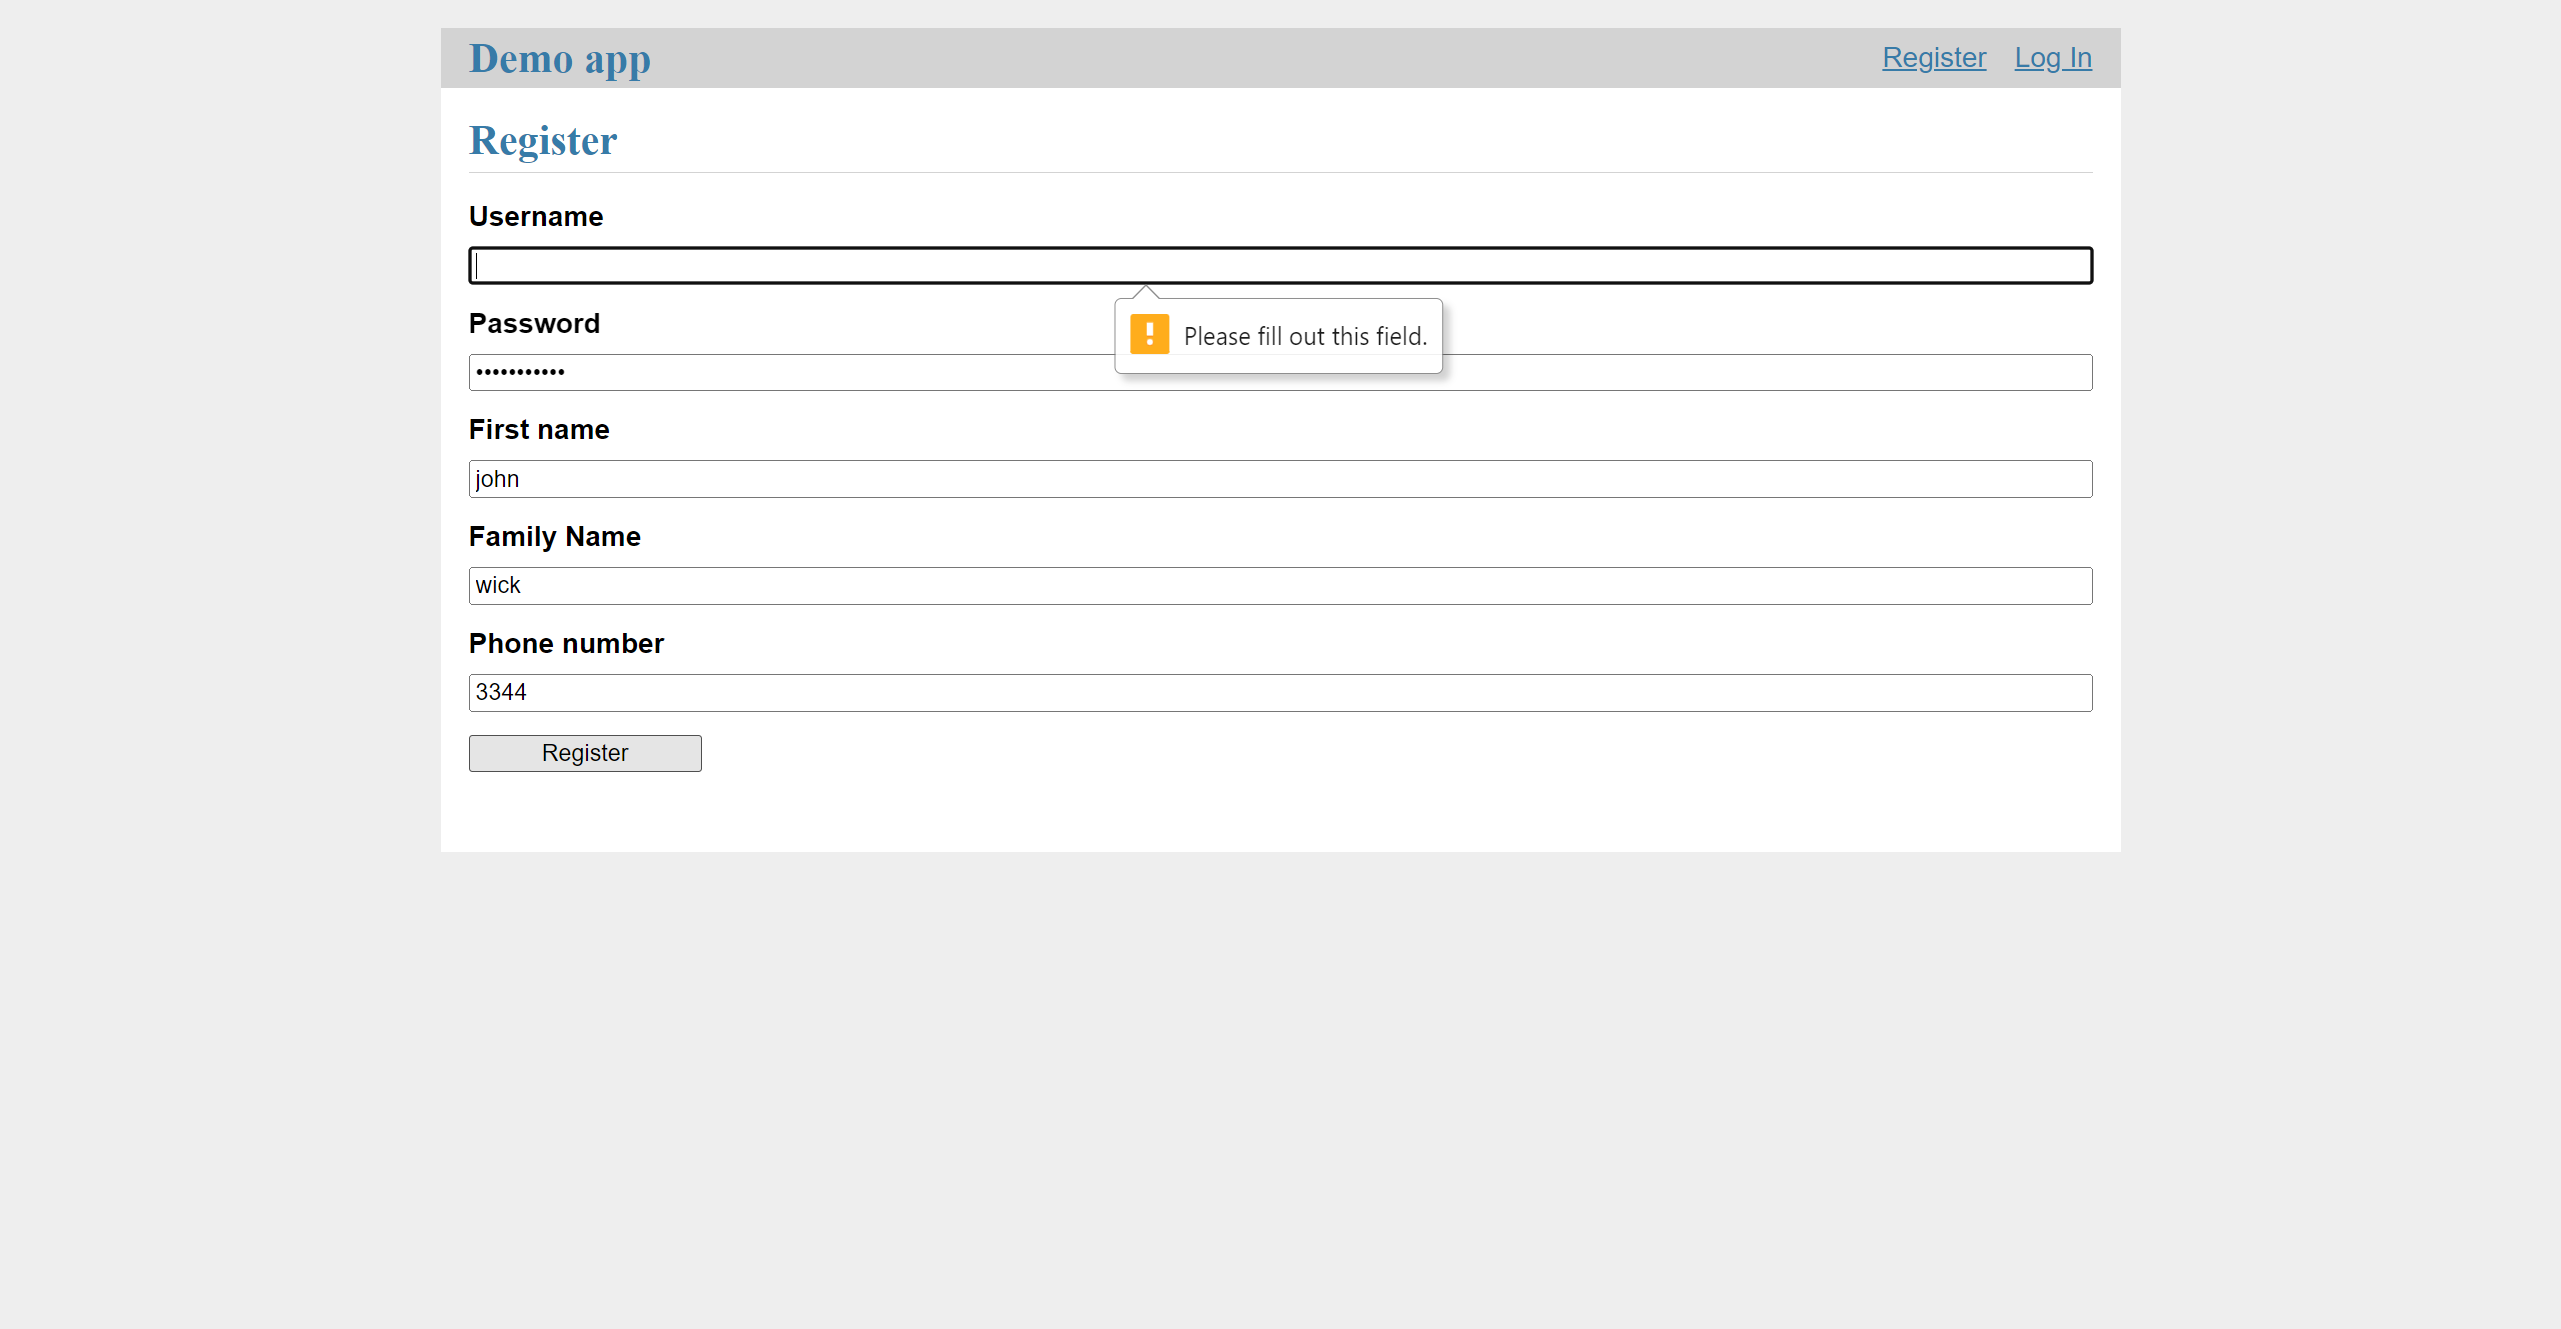 Demo app
Register Log In
Register
Username
Please fill out this field.
Password
•••••••••••
First name
john
Family Name
wick
Phone number
3344
Register